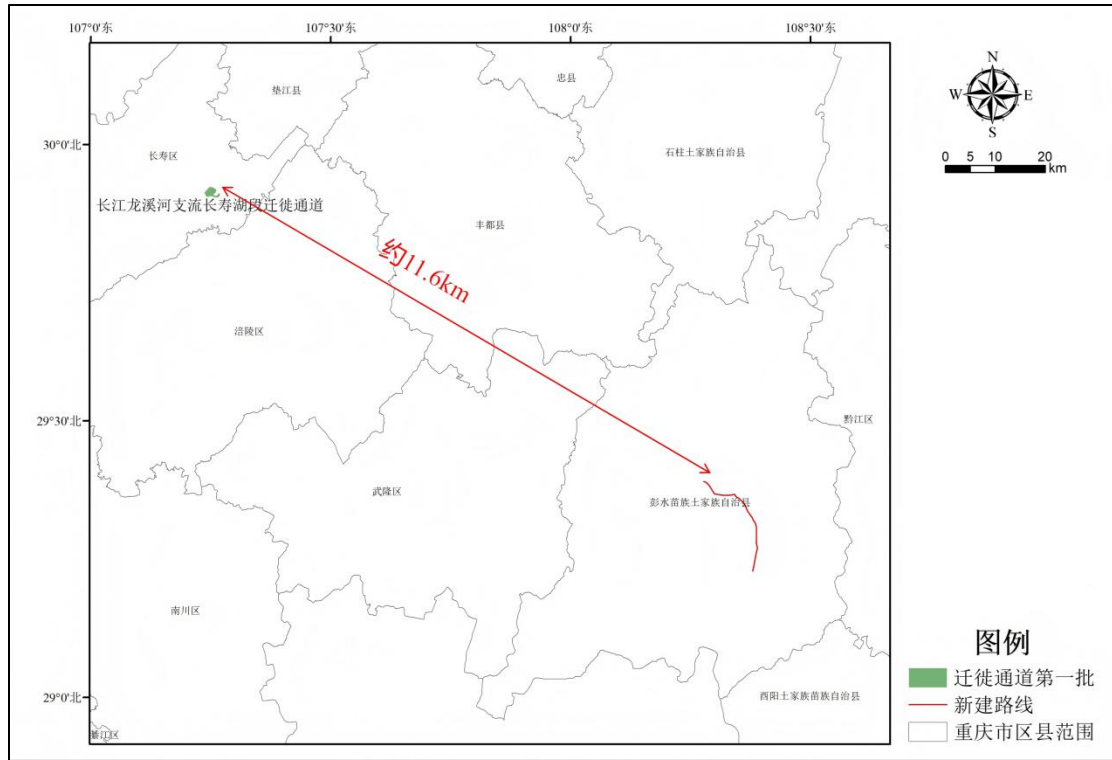 107°0'东
107°30'东
108°0'东
108°30'东
30°0'北
29°30'北
29°0'北
N
W
E
S
0 5 10 20
km
垫江县
忠县
长寿区
石柱土家族自治县
长江龙溪河支流长寿湖段迁徙通道
丰都县
约11.6km
涪陵区
黔江区
武隆区
彭水苗族土家族自治县
南川区
酉阳土家族苗族自治县
綦江区
图例
迁徙通道第一批
新建路线
重庆市区县范围